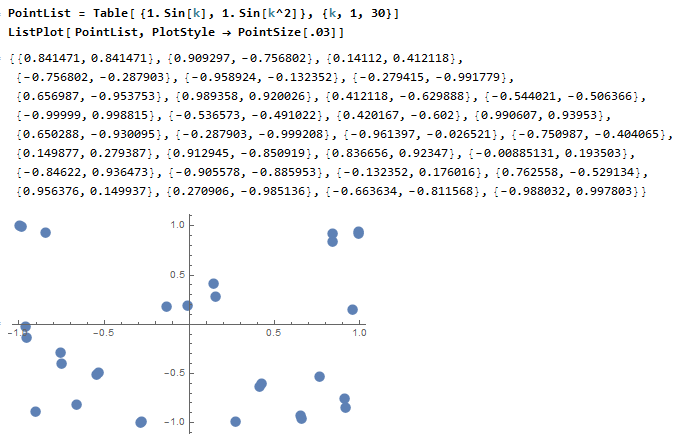 PointList = Table[ {1. Sin[k], 1. Sin[k^2]}, {k, 1, 30}]
ListPlot[ PointList, PlotStyle → PointSize[.03]]
{{0.841471, 0.841471}, {0.909297, -0.756802}, {0.14112, 0.412118},
{-0.756802, -0.287903}, {-0.958924, -0.132352}, {-0.279415, -0.991779},
{0.656987, -0.953753}, {0.989358, 0.920026}, {0.412118, -0.629888}, {-0.544021, -0.506366},
{-0.99999, 0.998815}, {-0.536573, -0.491022}, {0.420167, -0.602}, {0.990607, 0.93953},
{0.650288, -0.930095}, {-0.287903, -0.999208}, {-0.961397, -0.026521}, {-0.750987, -0.404065},
{0.149877, 0.279387}, {0.912945, -0.850919}, {0.836656, 0.92347}, {-0.00885131, 0.193503},
{-0.84622, 0.936473}, {-0.905578, -0.885953}, {-0.132352, 0.176016}, {0.762558, -0.529134},
{0.956376, 0.149937}, {0.270906, -0.985136}, {-0.663634, -0.811568}, {-0.988032, 0.997803}}
1.0
0.5
-1.0 -0.5 0.5 1.0
-0.5
-1.0